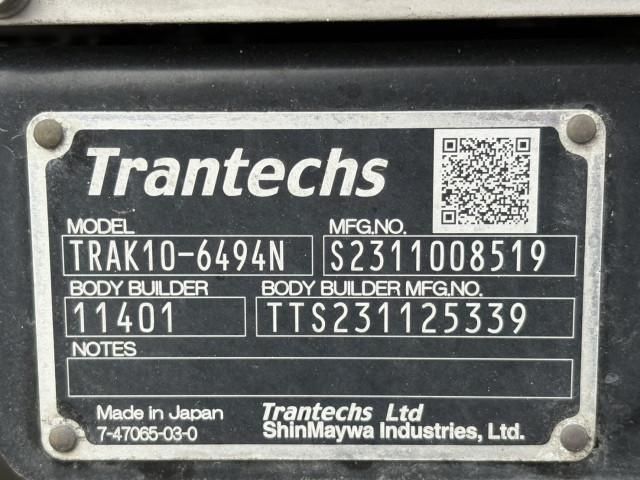 Trantechs
MODEL MFG.NO.
TRAK10-6494N S2311008519
BODY BUILDER BODY BUILDER MFG.NO.
11401 TTS231125339
NOTES
Made in Japan Trantechs Ltd
7-47065-03-0 ShinMaywa Industries, Ltd.